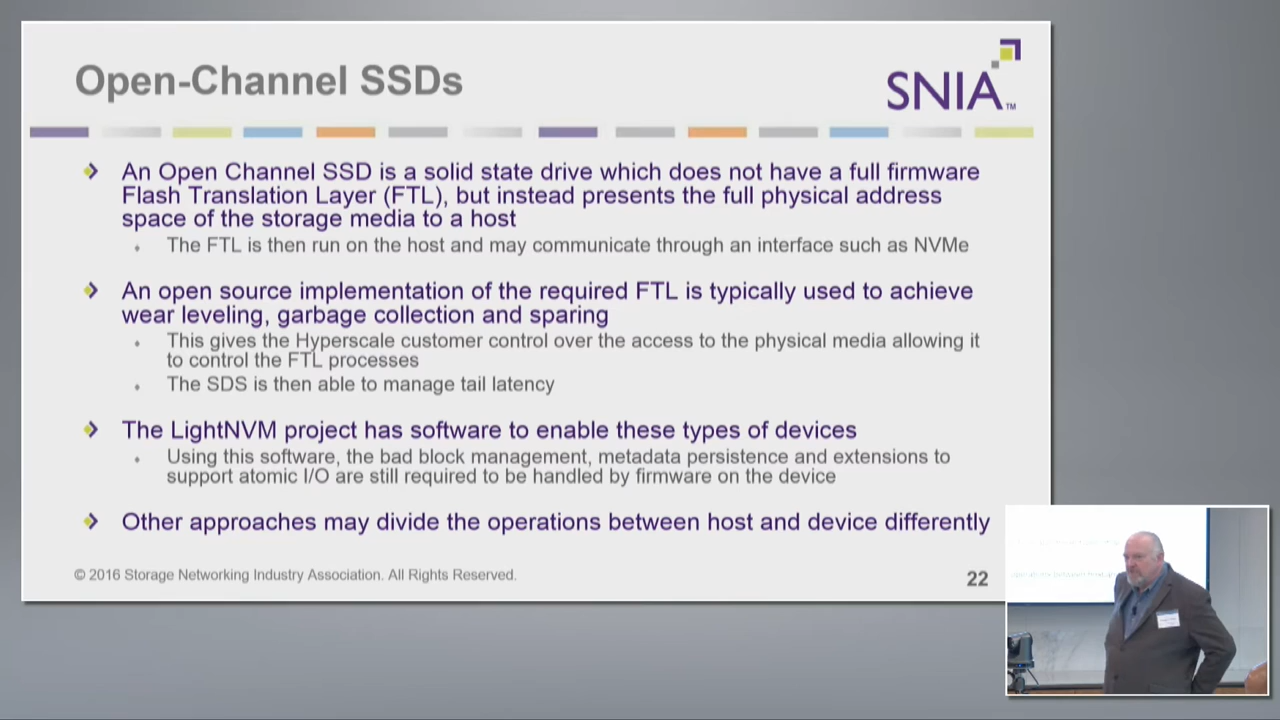 Open-Channel SSDs
SNIA™
An Open Channel SSD is a solid state drive which does not have a full firmware
Flash Translation Layer (FTL), but instead presents the full physical address
space of the storage media to a host
The FTL is then run on the host and may communicate through an interface such as NVMe
An open source implementation of the required FTL is typically used to achieve
wear leveling, garbage collection and sparing
This gives the Hyperscale customer control over the access to the physical media allowing it
to control the FTL processes
The SDS is then able to manage tail latency
The LightNVM project has software to enable these types of devices
Using this software, the bad block management, metadata persistence and extensions to
support atomic I/O are still required to be handled by firmware on the device
Other approaches may divide the operations between host and device differently
© 2016 Storage Networking Industry Association. All Rights Reserved.
22